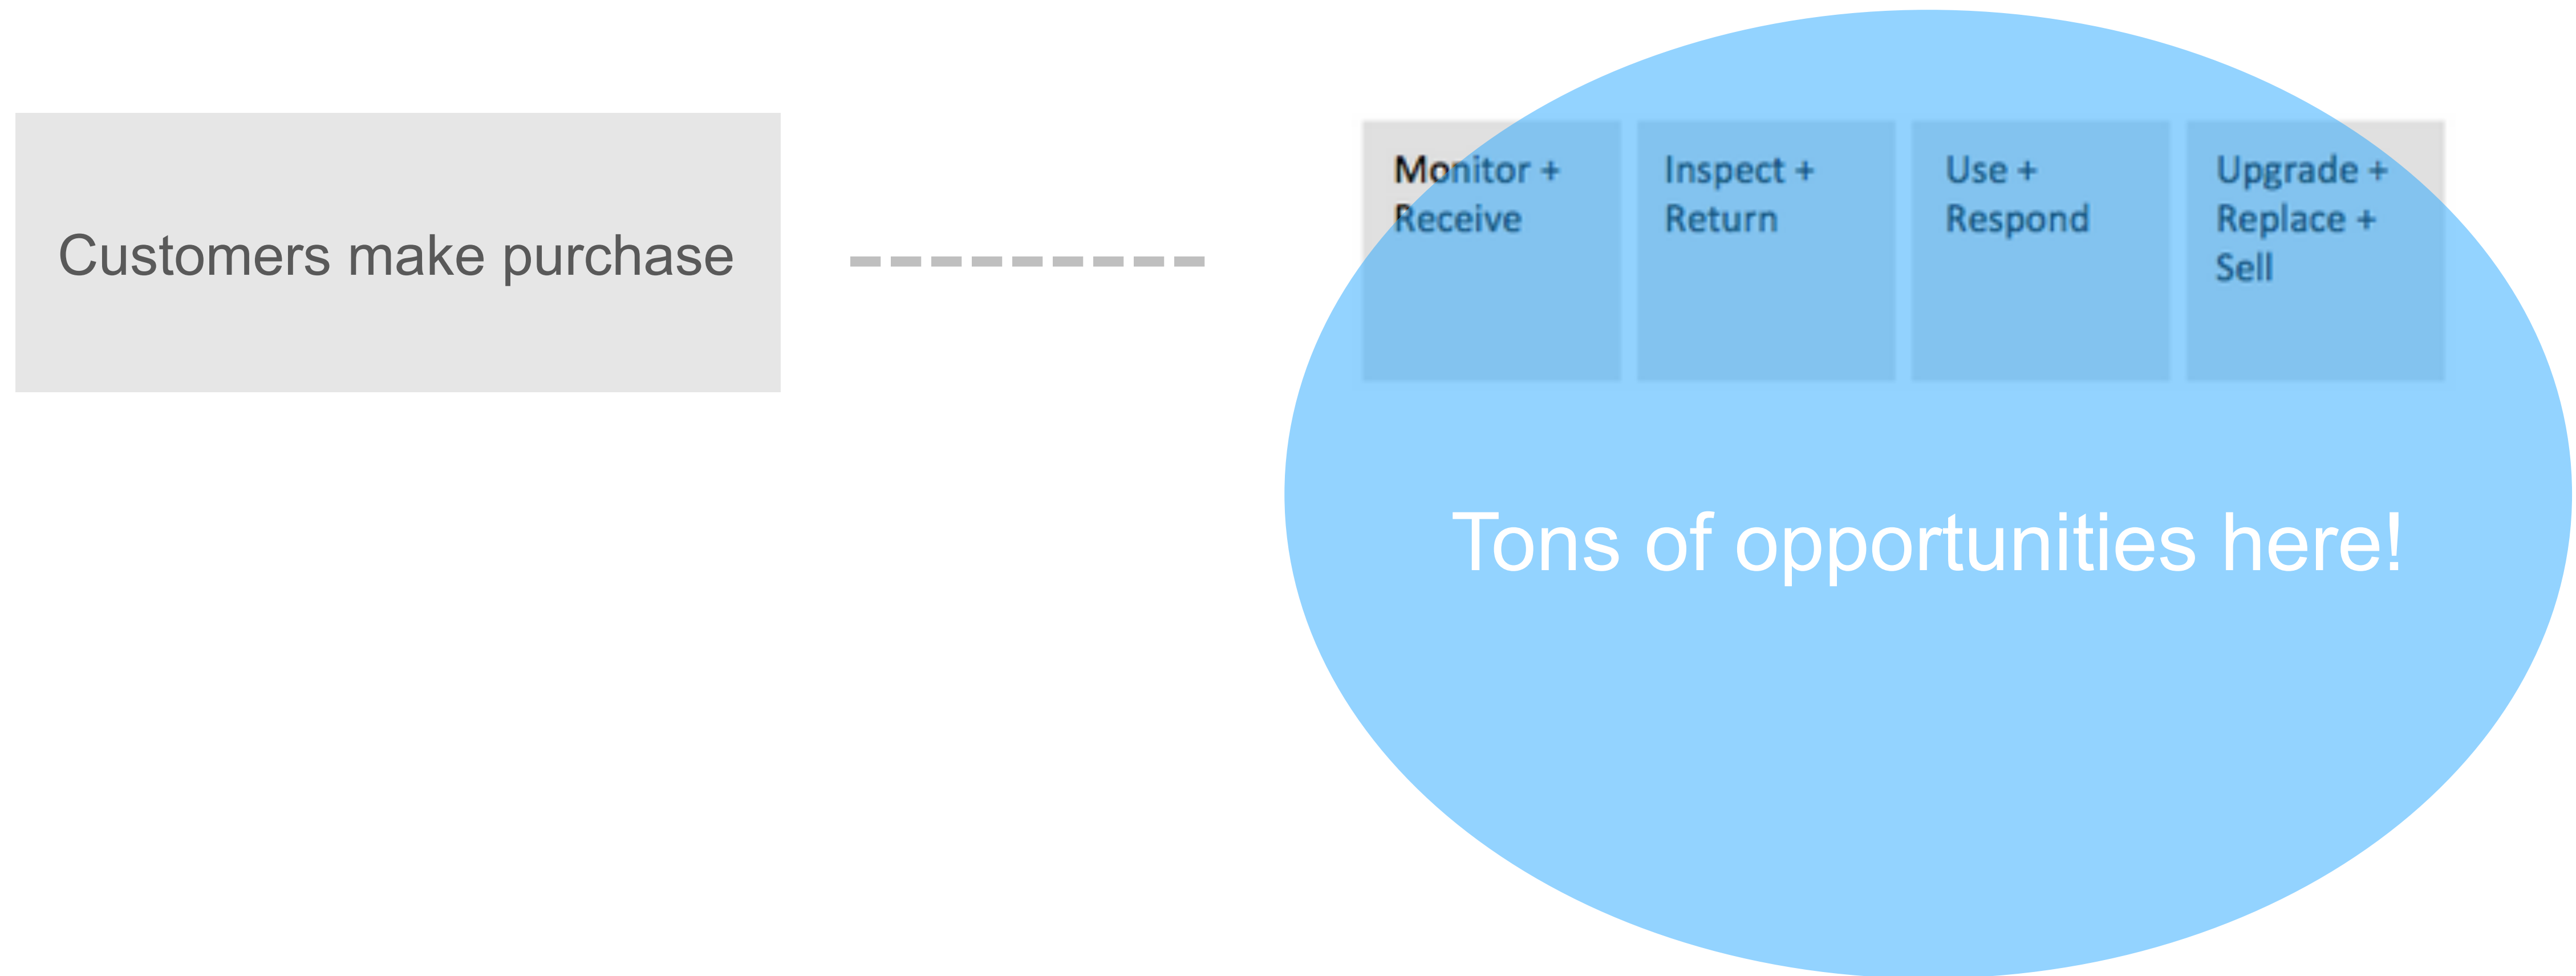 Customers make purchase
Monitor +
Receive
Inspect +
Return
Use +
Respond
Upgrade +
Replace +
Sell
Tons of opportunities here!